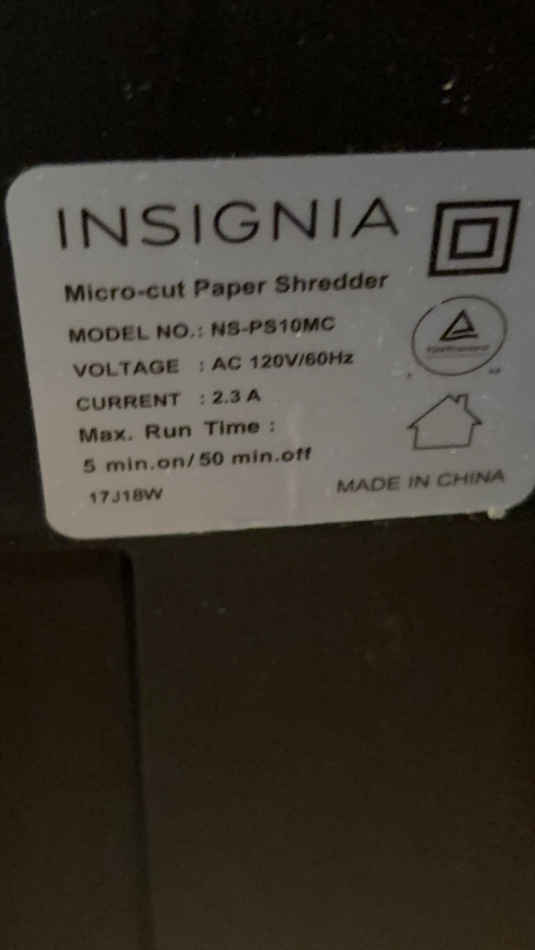 INSIGNIA
Micro-cut Paper Shredder
MODEL NO.: NS-PS10MC
VOLTAGE : AC 120V/60Hz
CURRENT : 2.3 A
Max. Run Time :
5 min.on/50 min.off
17J18W
MADE IN CHINA